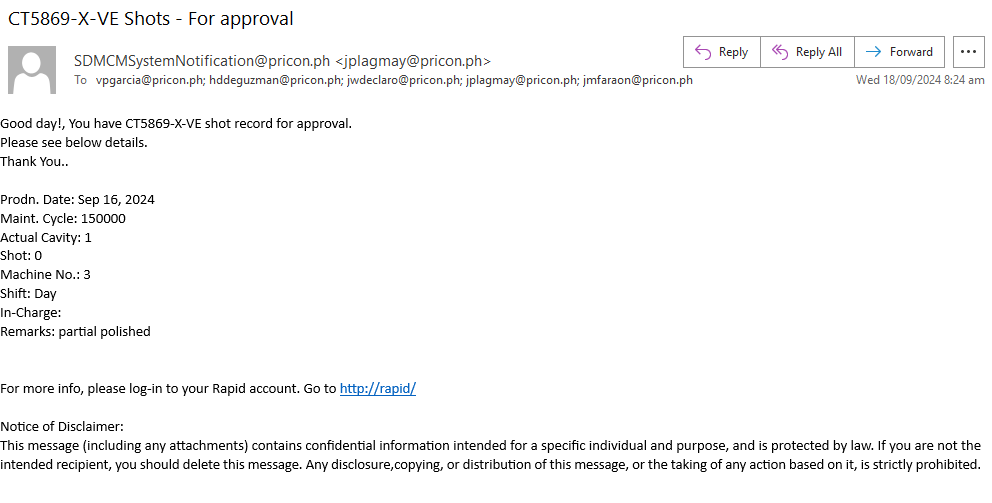 CT5869-X-VE Shots - For approval
SDMCMSystemNotification@pricon.ph <jplagmay@pricon.ph>
Reply
Reply All
Forward
To vpgarcia@pricon.ph; hddeguzman@pricon.ph; jwdeclaro@pricon.ph; jplagmay@pricon.ph; jmfaraon@pricon.ph
Wed 18/09/2024 8:24 am
Good day!, You have CT5869-X-VE shot record for approval.
Please see below details.
Thank You..
Prodn. Date: Sep 16, 2024
Maint. Cycle: 150000
Actual Cavity: 1
Shot: 0
Machine No.: 3
Shift: Day
In-Charge:
Remarks: partial polished
For more info, please log-in to your Rapid account. Go to http://rapid/
Notice of Disclaimer:
This message (including any attachments) contains confidential information intended for a specific individual and purpose, and is protected by law. If you are not the
intended recipient, you should delete this message. Any disclosure,copying, or distribution of this message, or the taking of any action based on it, is strictly prohibited.